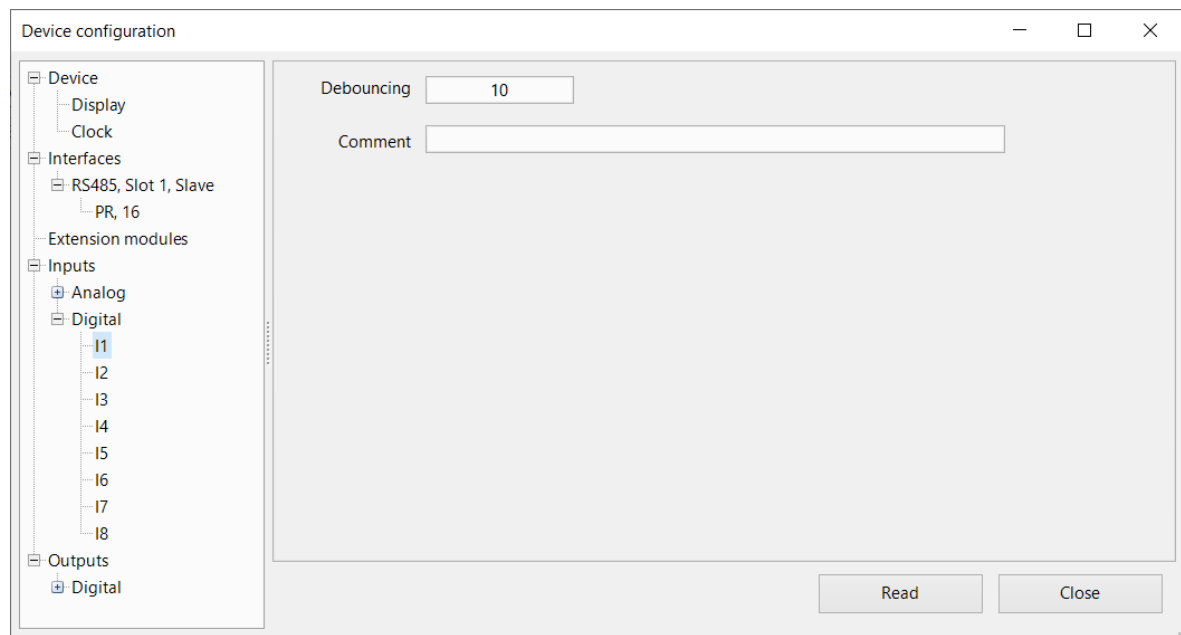 Device configuration
Device
Display
Clock
Interfaces
RS485, Slot 1, Slave
PR, 16
Extension modules
Inputs
Analog
Digital
I1
I2
I3
I4
I5
I6
I7
I8
Outputs
Digital
Debouncing 10
Comment
Read Close